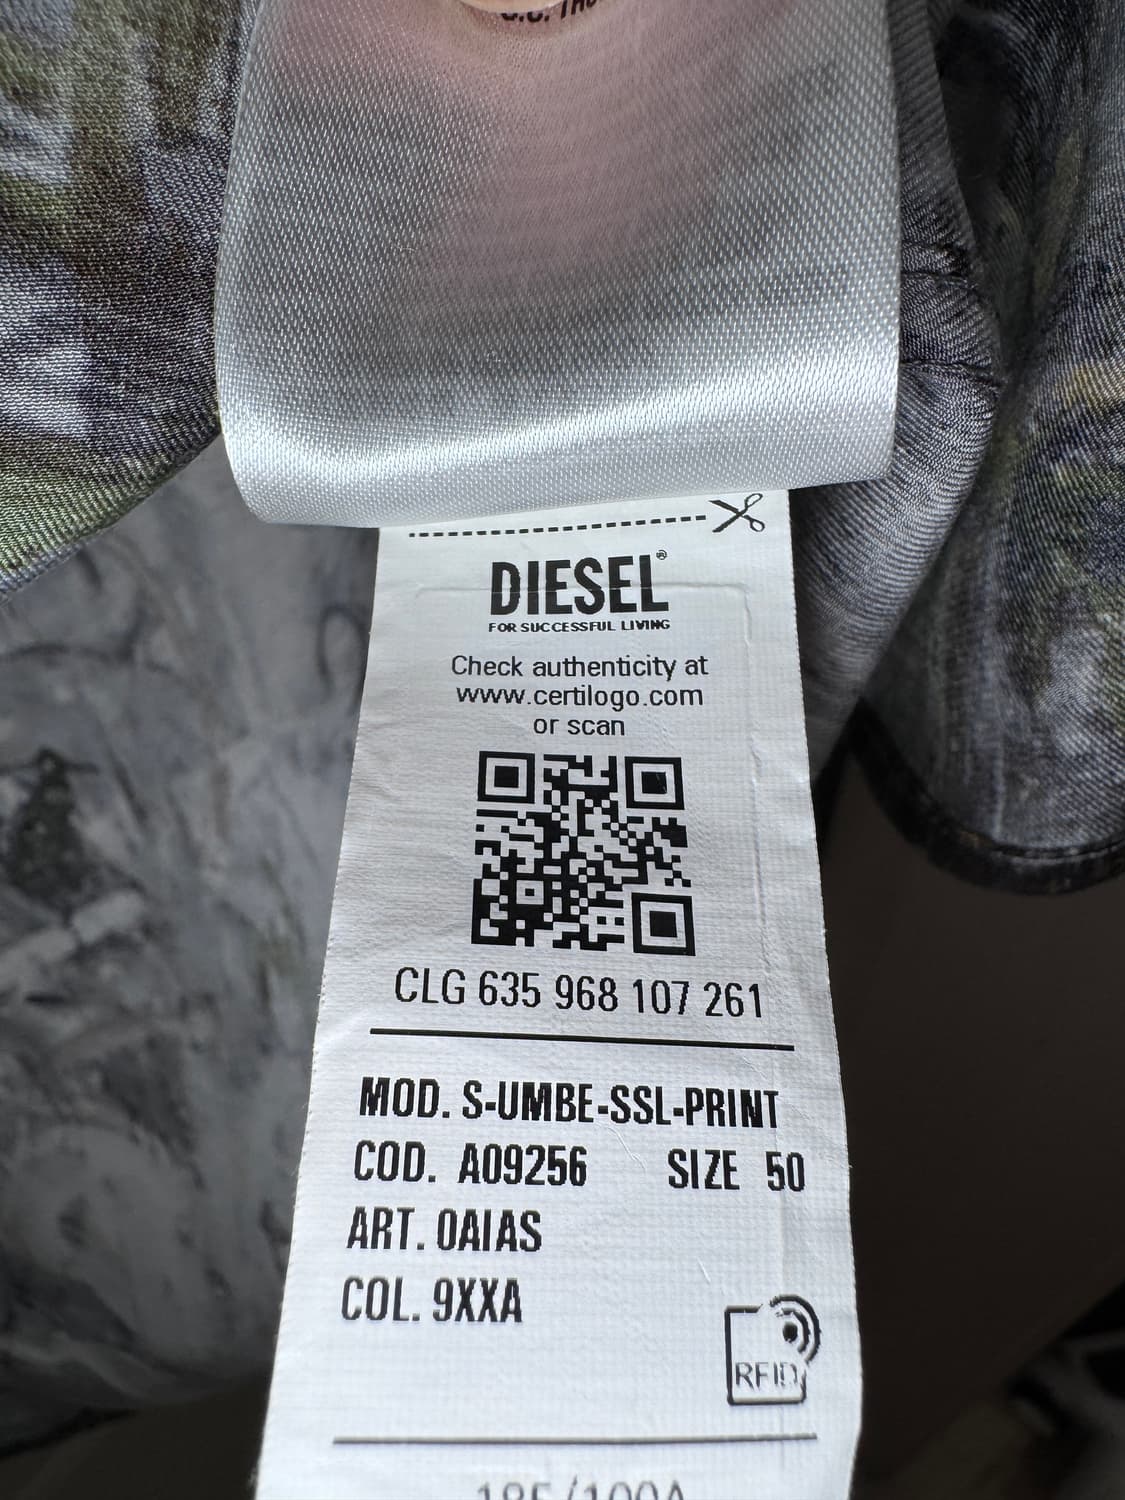 DIESEL®
FOR SUCCESSFUL LIVING
Check authenticity at
www.certilogo.com
or scan
CLG 635 968 107 261
MOD. S-UMBE-SSL-PRINT
COD. A09256 SIZE 50
ART. 0AIAS
COL. 9XXA
RFID